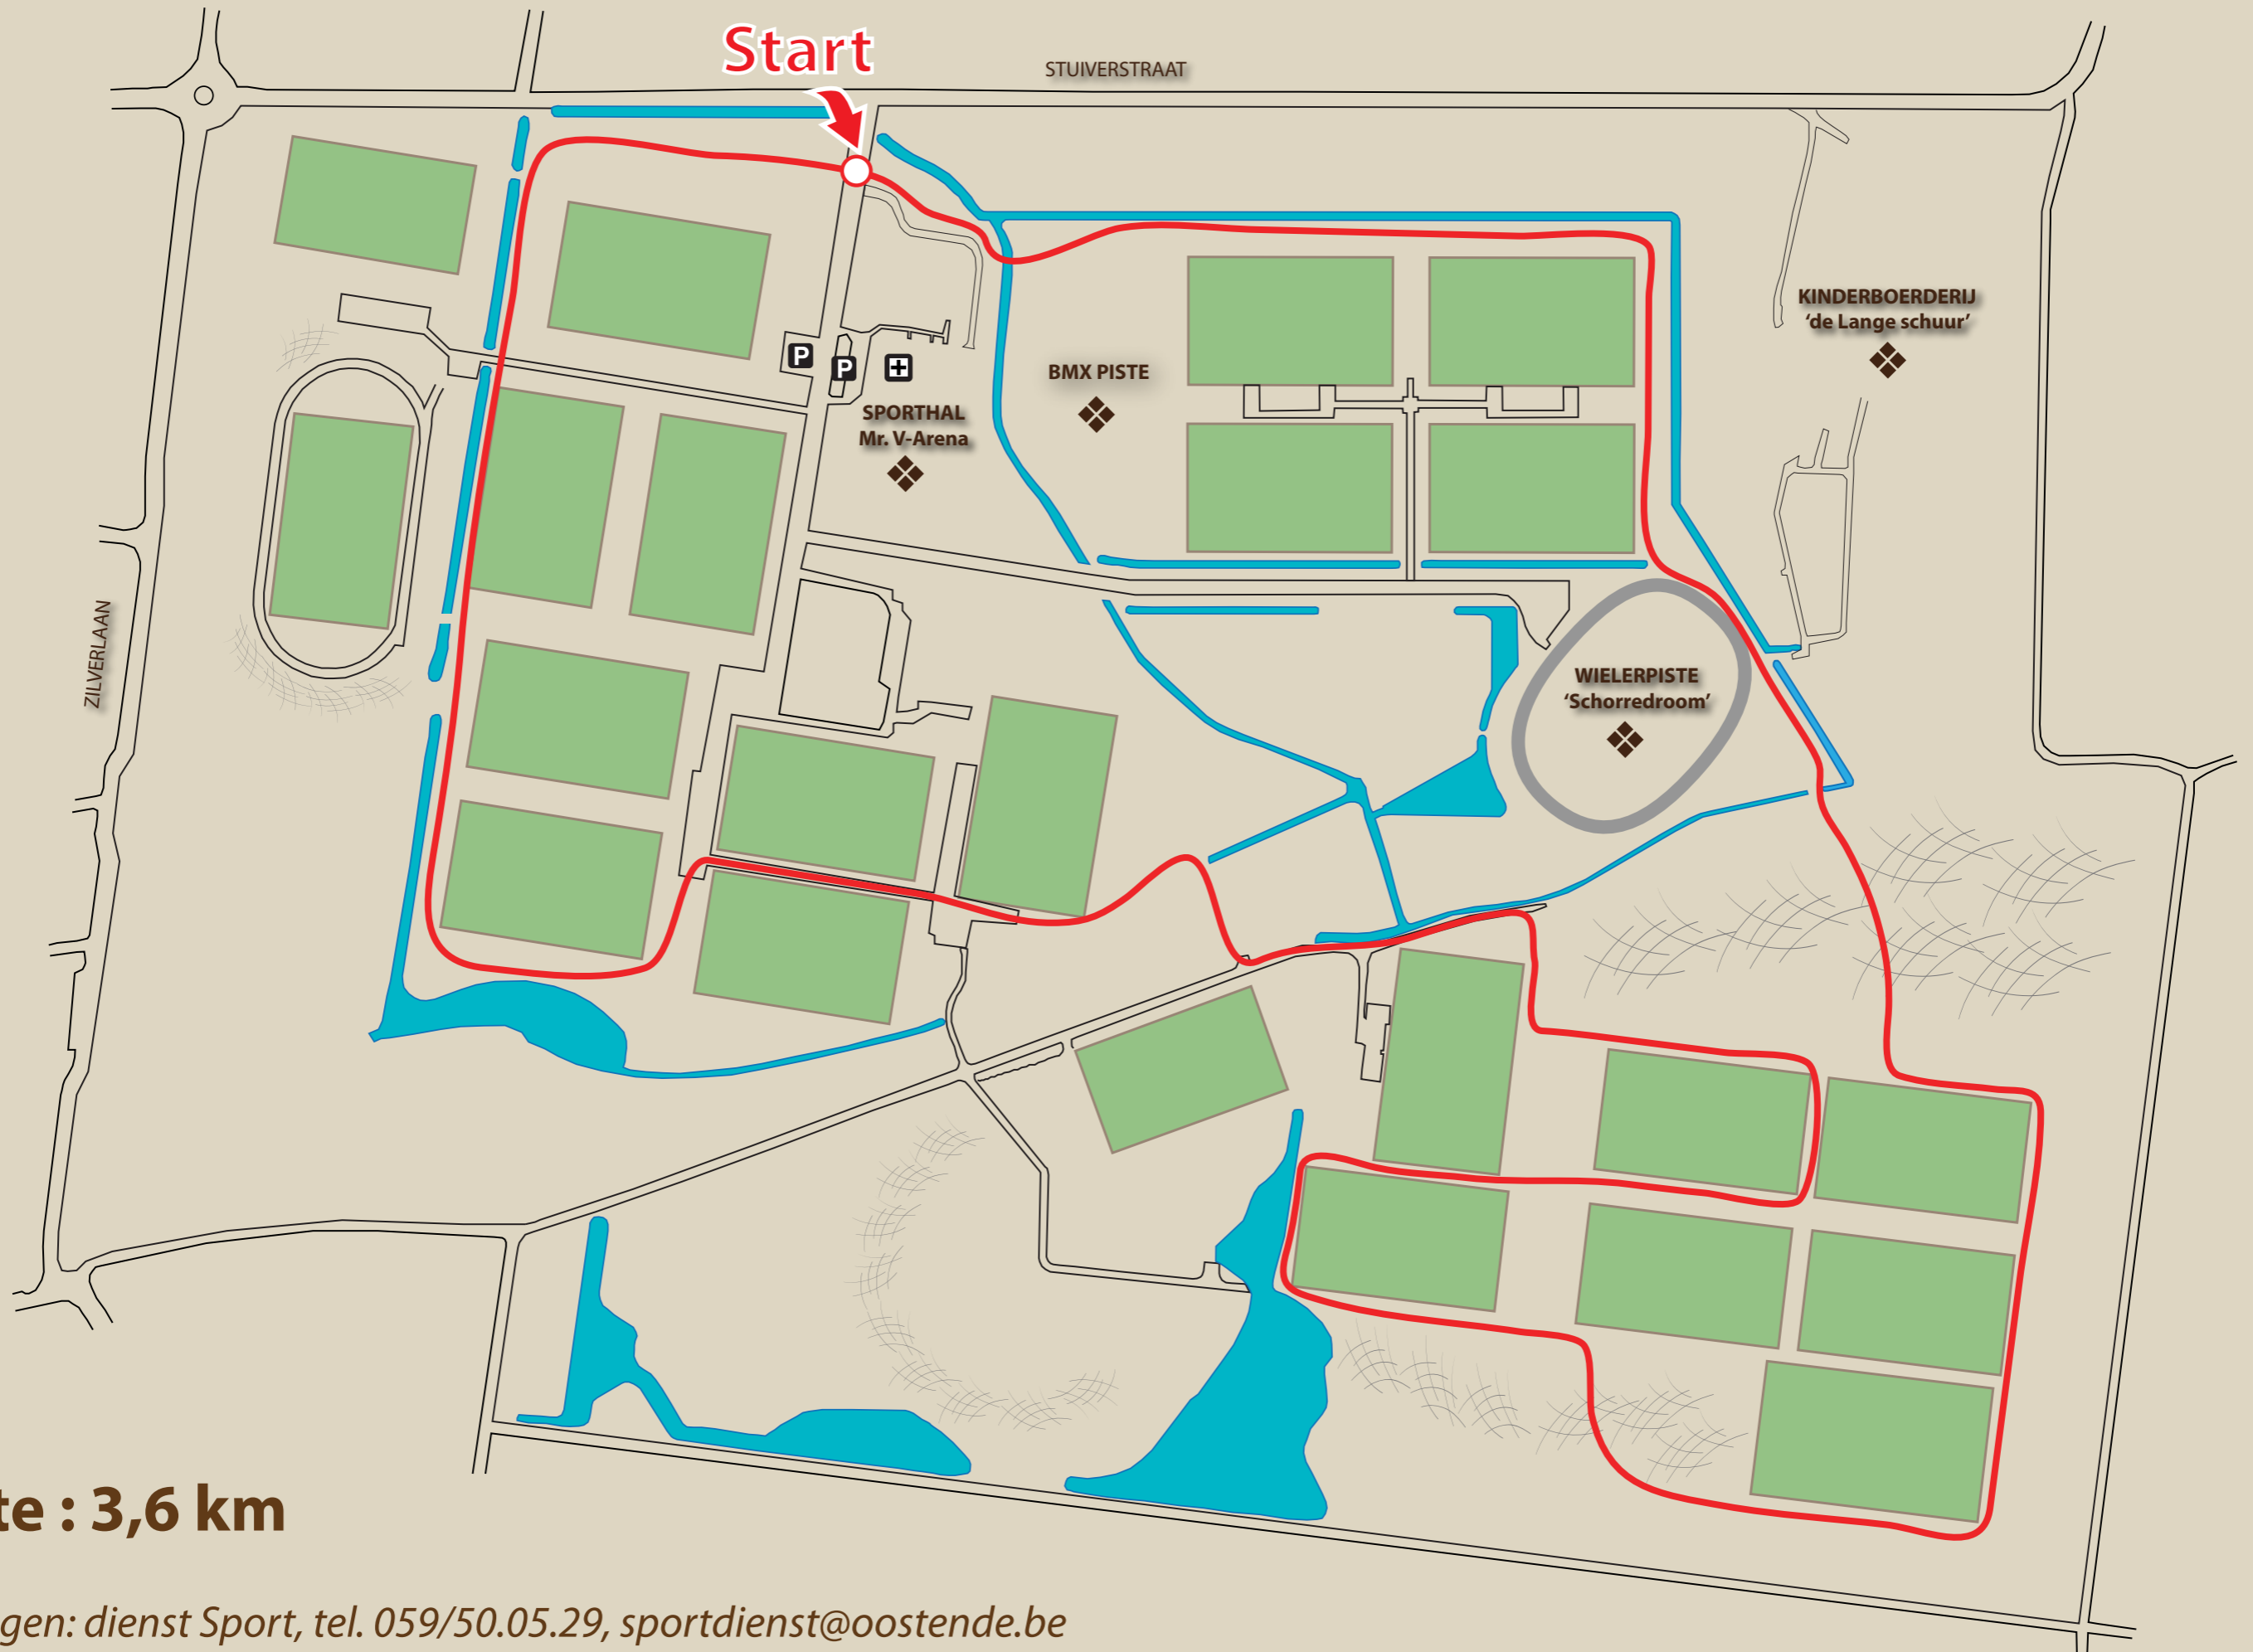 Start
STUIVERSTRAAT
KINDERBOERDERIJ
‘de Lange schuur’
P
P
BMX PISTE
SPORTHAL
Mr. V-Arena
ZILVERLAAN
WIELERPISTE
‘Schorredroom’
te : 3,6 km
gen: dienst Sport, tel. 059/50.05.29, sportdienst@oostende.be